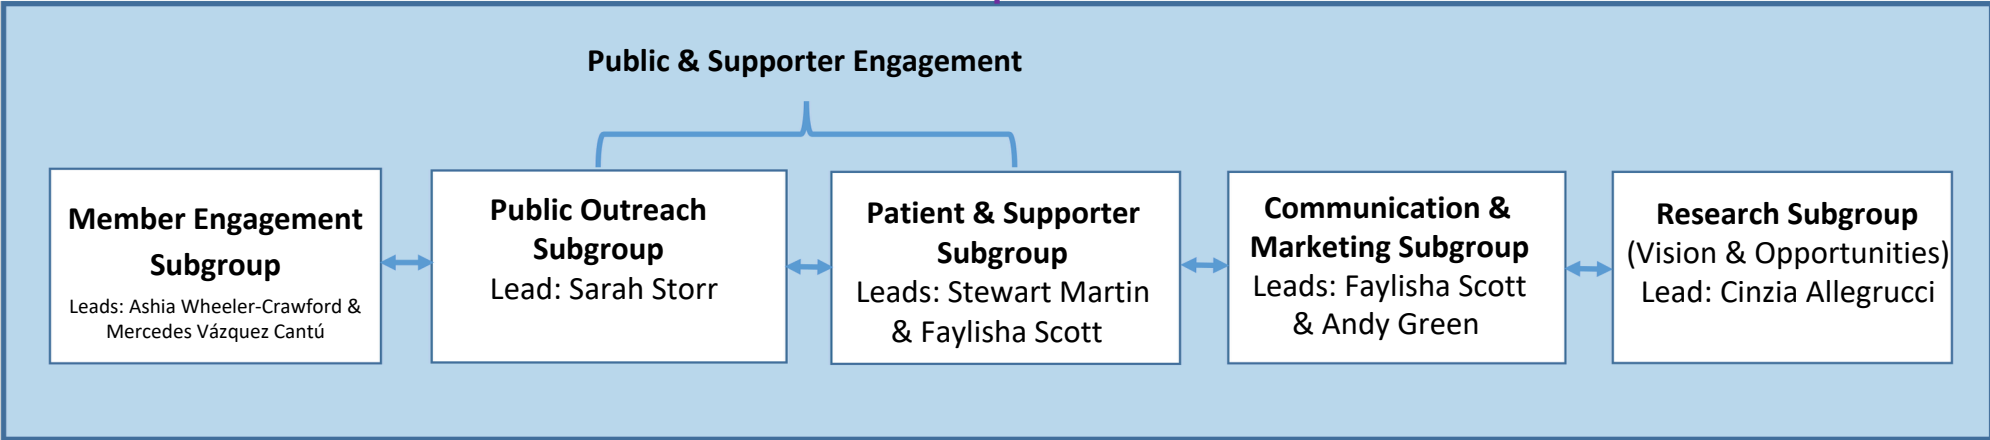 Public & Supporter Engagement
Member Engagement
Subgroup
Leads: Ashia Wheeler-Crawford &
Mercedes Vázquez Cantú
Public Outreach
Subgroup
Lead: Sarah Storr
Patient & Supporter
Subgroup
Leads: Stewart Martin
& Faylisha Scott
Communication &
Marketing Subgroup
Leads: Faylisha Scott
& Andy Green
Research Subgroup
(Vision & Opportunities)
Lead: Cinzia Allegrucci